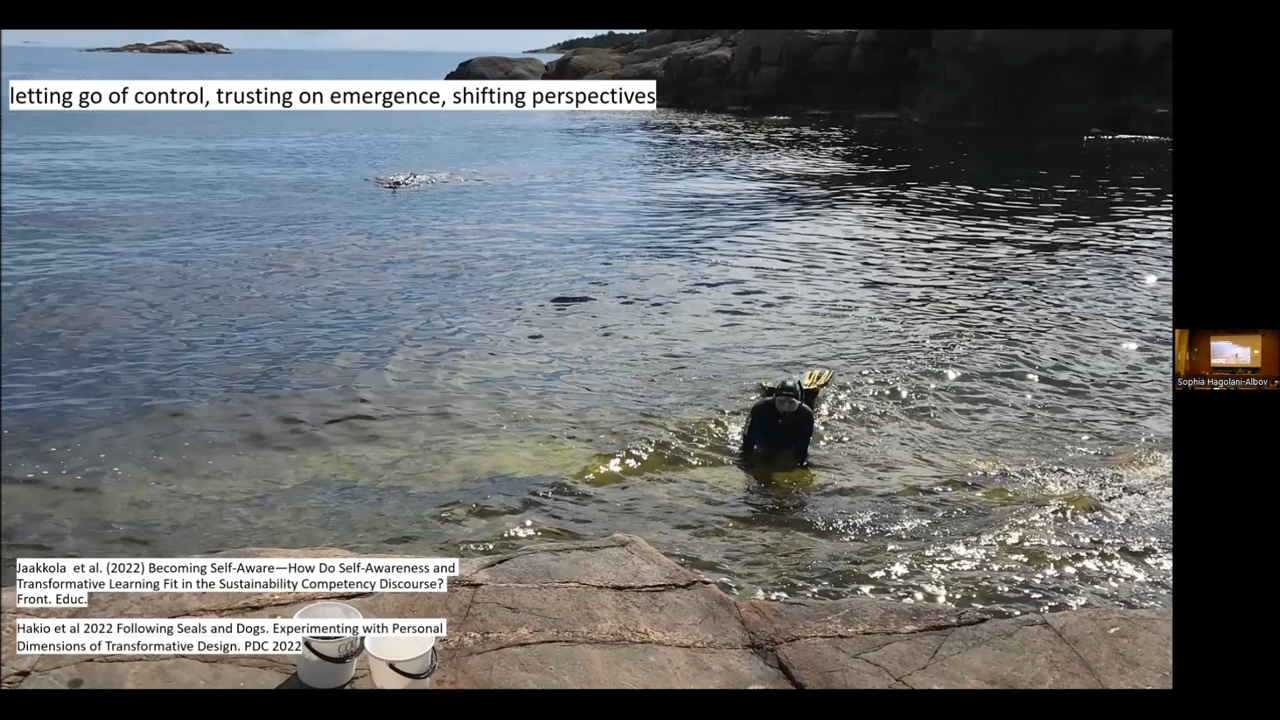 letting go of control, trusting on emergence, shifting perspectives
Jaakkola et al. (2022) Becoming Self-Aware—How Do Self-Awareness and
Transformative Learning Fit in the Sustainability Competency Discourse?
Front. Educ.
Hakio et al 2022 Following Seals and Dogs. Experimenting with Personal
Dimensions of Transformative Design. PDC 2022
Sophia Hagolani-Albov